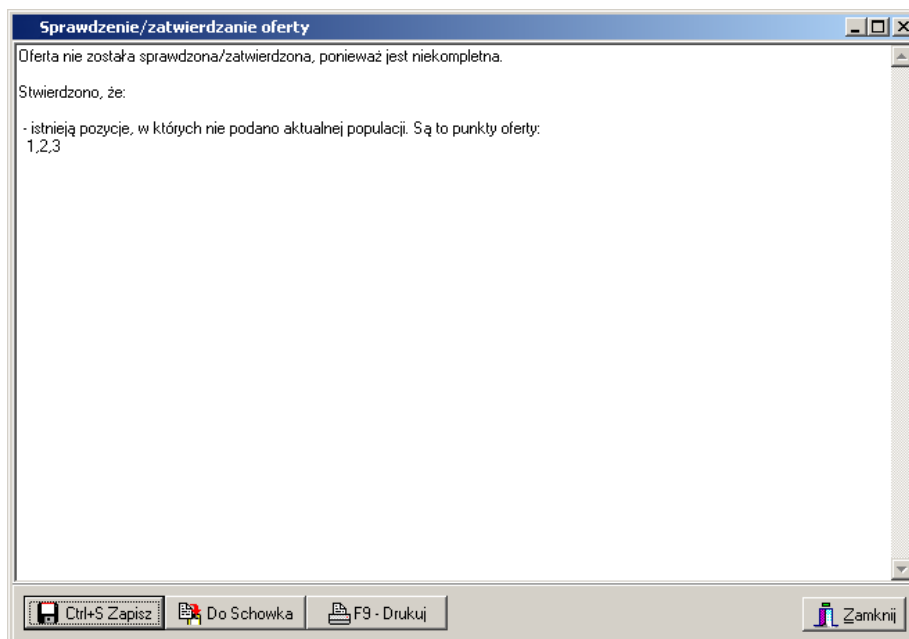 Sprawdzenie/zatwierdzanie oferty
Oferta nie została sprawdzona/zatwierdzona, ponieważ jest niekompletna.
Stwierdzono, że:
- istnieją pozycje, w których nie podano aktualnej populacji. Są to punkty oferty:
1,2,3
Ctrl+S Zapisz
Do Schowka
F9 - Drukuj
Zamknij